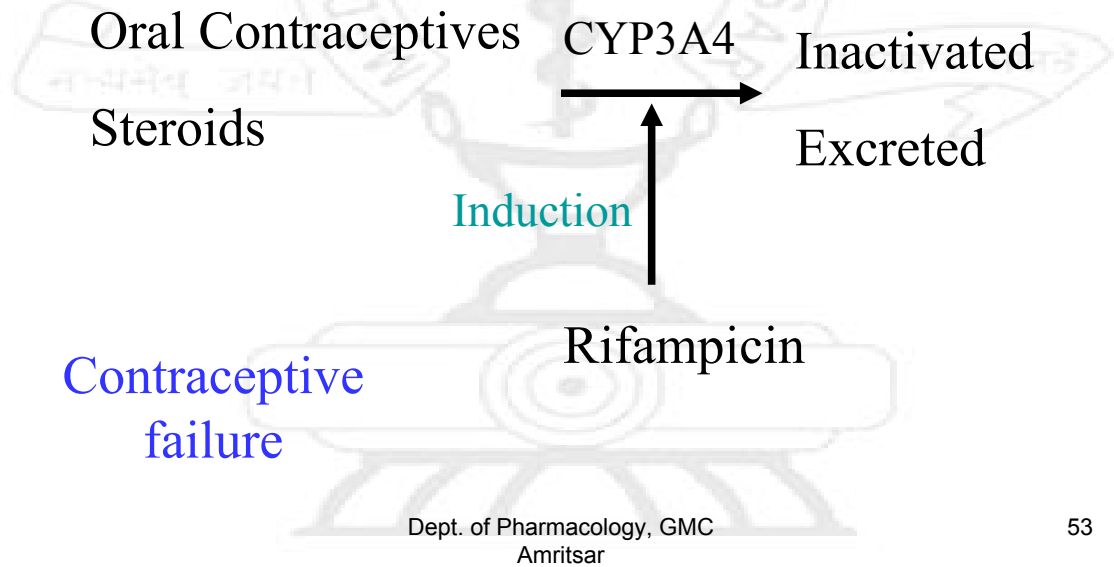 Oral Contraceptives
CYP3A4
Inactivated
Steroids
Excreted
Induction
Rifampicin
Contraceptive
failure
Dept. of Pharmacology, GMC
Amritsar
53